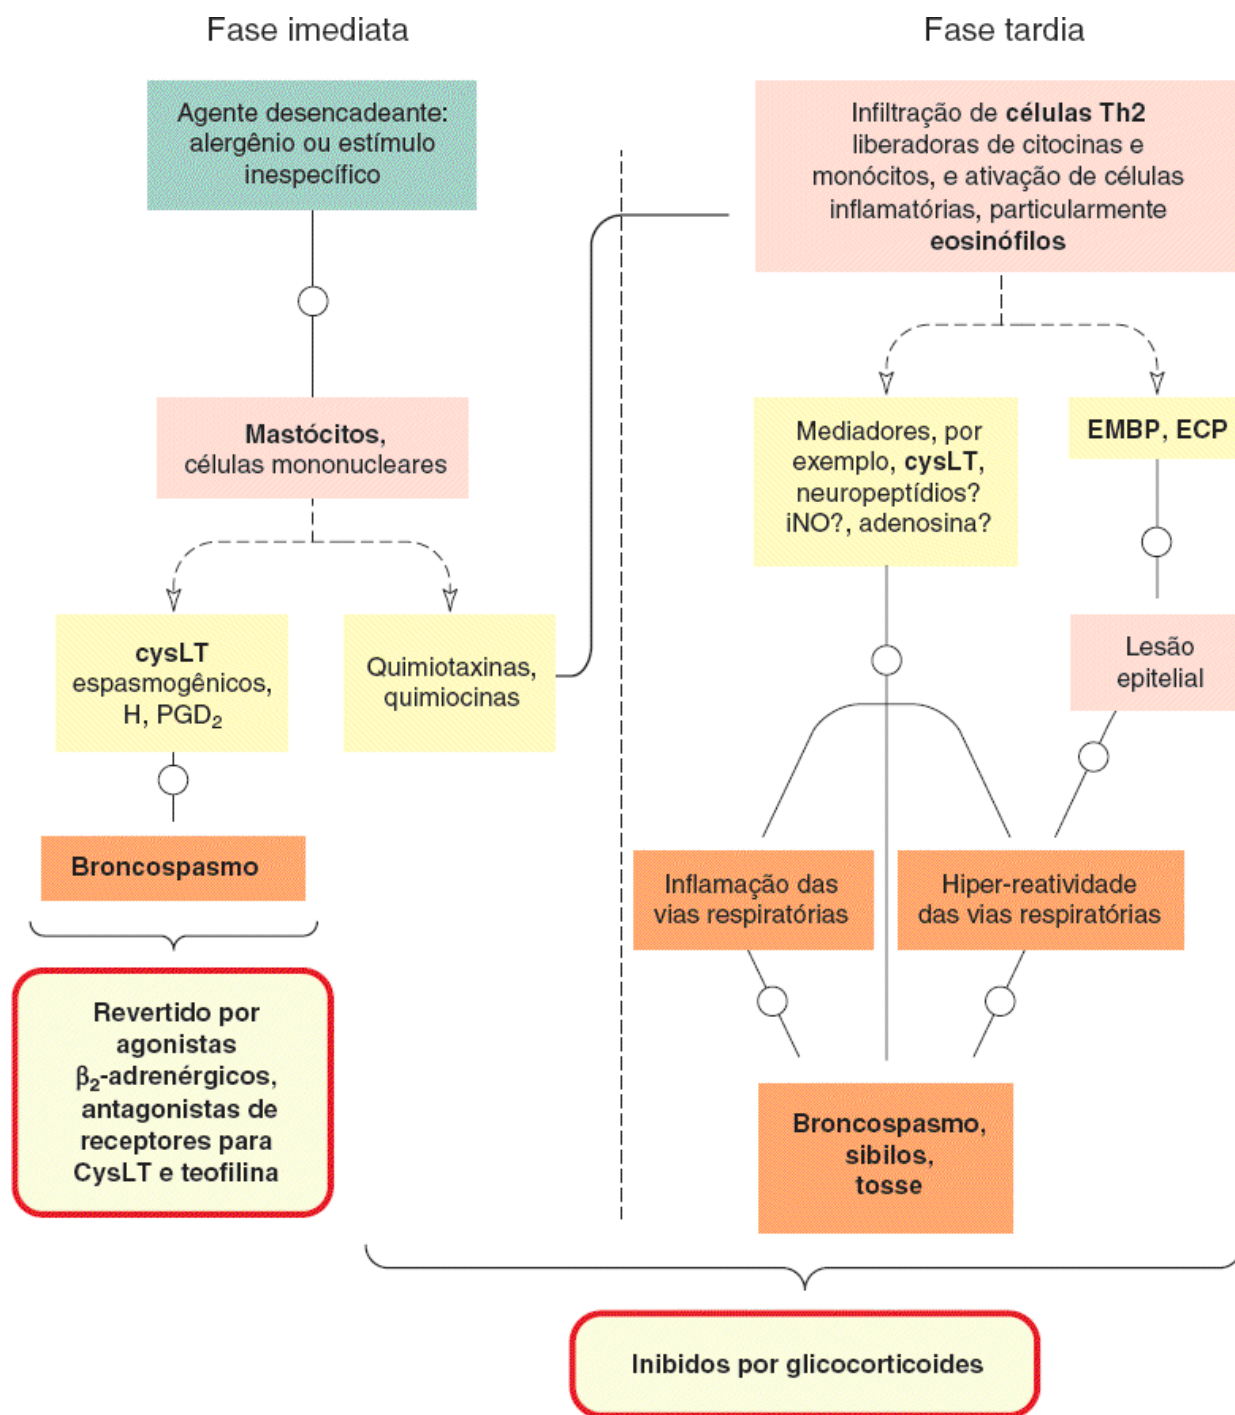 Fase imediata
Agente desencadeante:
alergênio ou estímulo
inespecífico
Mastócitos,
células mononucleares
cysLT
espasmogênicos,
H, PGD₂
Quimiotaxinas,
quimiocinas
Broncospasmo
Revertido por
agonistas
β₂-adrenérgicos,
antagonistas de
receptores para
CysLT e teofilina
Fase tardia
Infiltração de células Th2
liberadoras de citocinas e
monócitos, e ativação de células
inflamatórias, particularmente
eosinófilos
Mediadores, por
exemplo, cysLT,
neuropeptídios?
iNO?, adenosina?
EMBP, ECP
Lesão
epitelial
Inflamação das
vias respiratórias
Hiper-reatividade
das vias respiratórias
Broncospasmo,
sibilos,
tosse
Inibidos por glicocorticoides